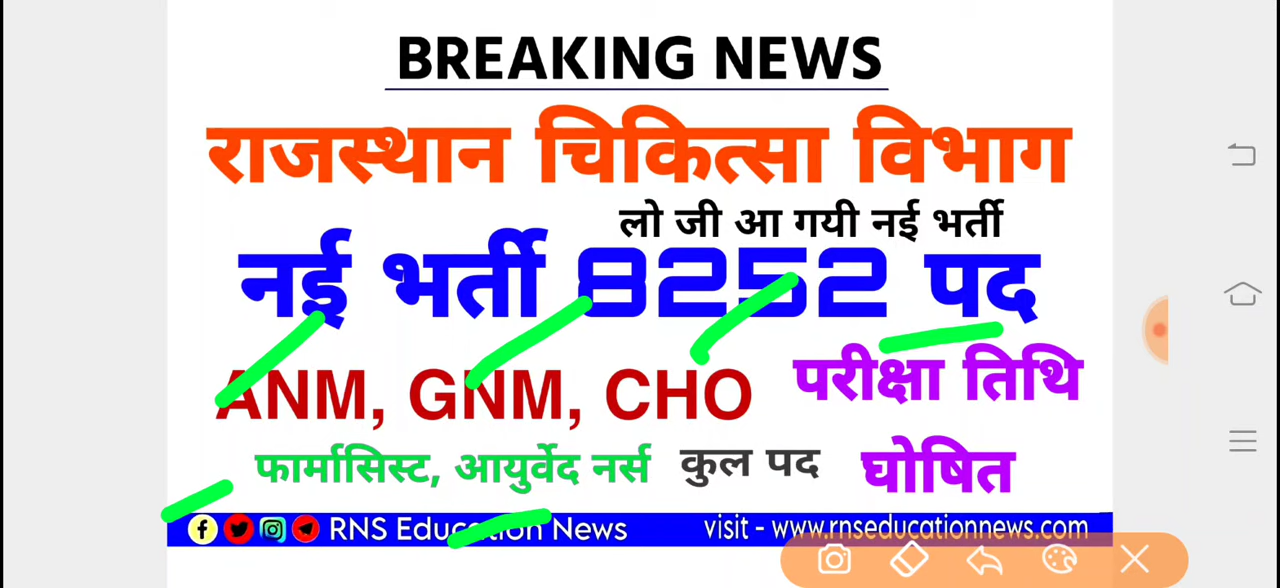 BREAKING NEWS
राजस्थान चिकित्सा विभाग
लो जी आ गयी नई भर्ती
नई भर्ती 8252 पद
ANM, GNM, CHO
परीक्षा तिथि
फार्मासिस्ट, आयुर्वेद नर्स
कुल पद
घोषित
RNS Education News
visit - www.rnseducationnews.com